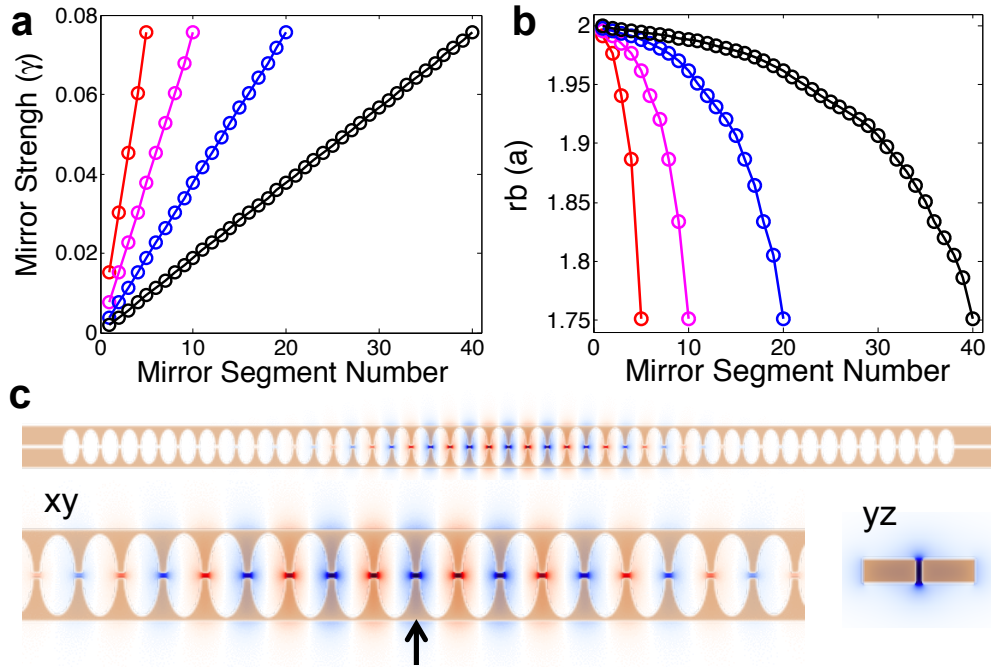 a
Mirror Strengh (γ)
0.08
0.06
0.04
0.02
0
0 10 20 30 40
Mirror Segment Number
b
rb (a)
2
1.95
1.9
1.85
1.8
1.75
0 10 20 30 40
Mirror Segment Number
c
xy
yz